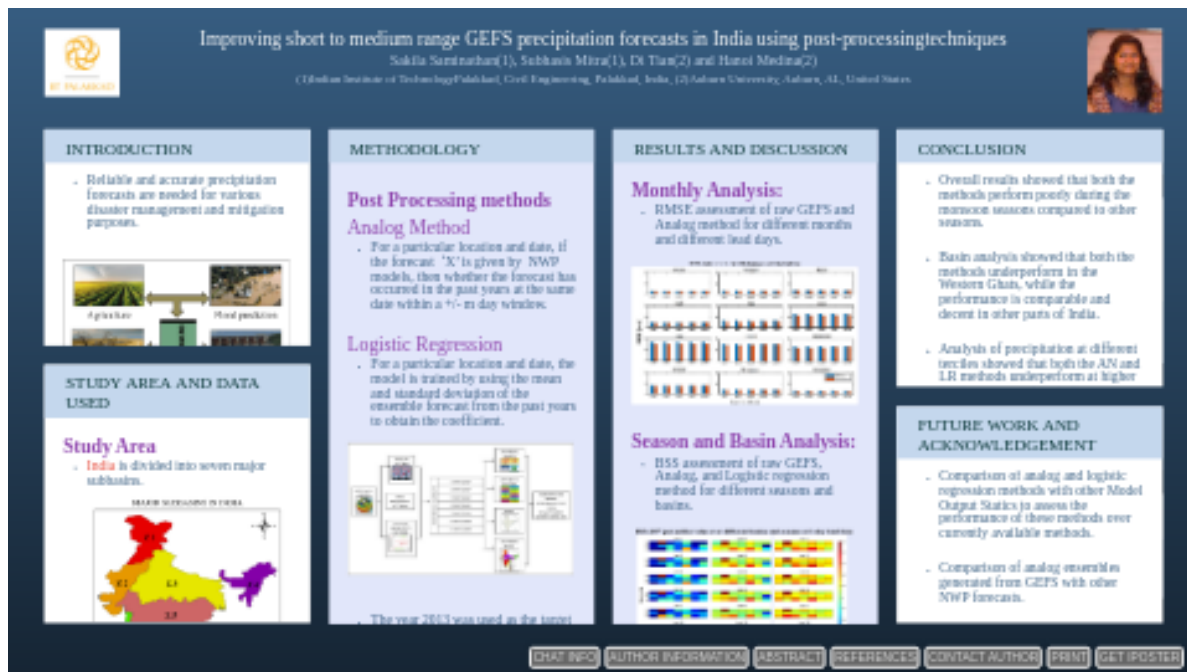 Improving short to medium range GEFS precipitation forecasts in India using post-processingtechniques
Sakila Saminathan(1), Subhasis Mitra(1), Di Tian(2) and Hanoi Medina(2)
(1)Indian Institute of TechnologyPalakkad, Civil Engineering, Palakkad, India, (2)Auburn University, Auburn, AL, United States
IIT PALAKKAD
INTRODUCTION
Reliable and accurate precipitation
forecasts are needed for various
disaster management and mitigation
purposes.
Agriculture
Flood prediction
STUDY AREA AND DATA
USED
Study Area
India is divided into seven major
subbasins.
MAJOR SUBBASINS IN INDIA
METHODOLOGY
Post Processing methods
Analog Method
For a particular location and date, if
the forecast 'X' is given by NWP
models, then whether the forecast has
occurred in the past years at the same
date within a +/- m day window.
Logistic Regression
For a particular location and date, the
model is trained by using the mean
and standard deviation of the
ensemble forecast from the past years
to obtain the coefficient.
The year 2013 was used as the target
RESULTS AND DISCUSSION
Monthly Analysis:
RMSE assessment of raw GEFS and
Analog method for different months
and different lead days.
Season and Basin Analysis:
BSS assessment of raw GEFS,
Analog, and Logistic regression
method for different seasons and
basins.
CONCLUSION
Overall results showed that both the
methods perform poorly during the
monsoon seasons compared to other
seasons.
Basin analysis showed that both the
methods underperform in the
Western Ghats, while the
performance is comparable and
decent in other parts of India.
Analysis of precipitation at different
terciles showed that both the AN and
LR methods underperform at higher
FUTURE WORK AND
ACKNOWLEDGEMENT
Comparison of analog and logistic
regression methods with other Model
Output Statics to assess the
performance of these methods over
currently available methods.
Comparison of analog ensembles
generated from GEFS with other
NWP forecasts.
CHAT INFO AUTHOR INFORMATION ABSTRACT REFERENCES CONTACT AUTHOR PRINT GET IPOSTER